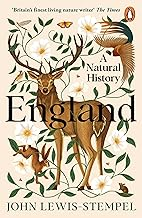 'Britain's finest living nature writer' The Times
A
Natural
History
England
JOHN LEWIS-STEMPEL